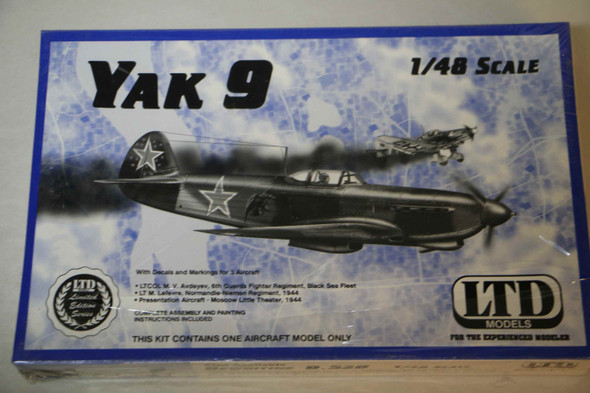 YAK 9
1/48 SCALE
With Decals and Markings for 3 Aircraft
• LTCOL M. V. Avdeyev, 6th Guards Fighter Regiment, Black Sea Fleet
• LT M. Lefevre, Normandie-Niemen Regiment, 1944
• Presentation Aircraft - Moscow Little Theater, 1944
COMPLETE ASSEMBLY AND PAINTING
INSTRUCTIONS INCLUDED
THIS KIT CONTAINS ONE AIRCRAFT MODEL ONLY
LTD
Limited
Edition
Series
LTD
MODELS
FOR THE EXPERIENCED MODELER
D.520